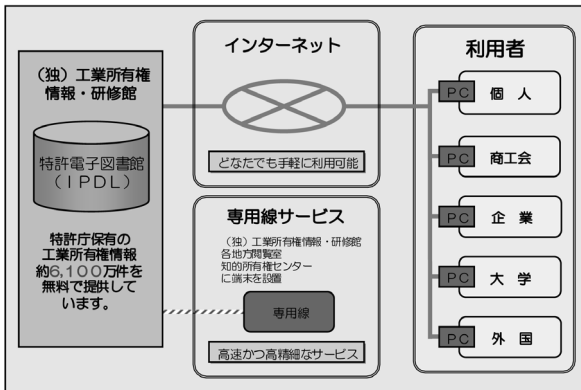 （独）工業所有権
情報・研修館
特許電子図書館
（ＩＰＤＬ）
特許庁保有の
工業所有権情報
約6,100万件を
無料で提供して
います。
インターネット
どなたでも手軽に利用可能
専用線サービス
（独）工業所有権情報・研修館
各地方閲覧室
知的所有権センター
に端末を設置
専用線
高速かつ高精細なサービス
利用者
ＰＣ 個 人
ＰＣ 商工会
ＰＣ 企 業
ＰＣ 大 学
ＰＣ 外 国